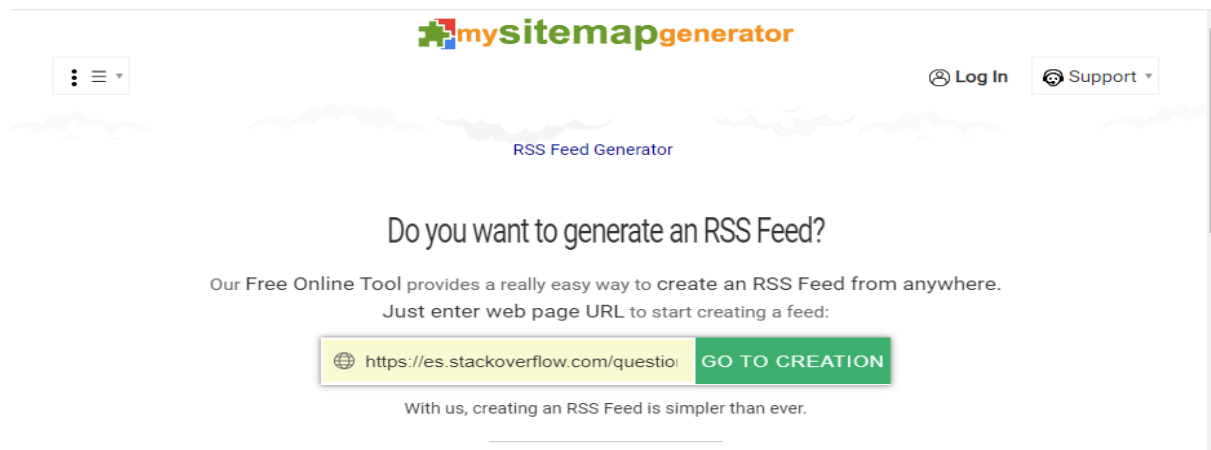 mysitemapgenerator
Log In
Support
RSS Feed Generator
Do you want to generate an RSS Feed?
Our Free Online Tool provides a really easy way to create an RSS Feed from anywhere.
Just enter web page URL to start creating a feed:
https://es.stackoverflow.com/question GO TO CREATION
With us, creating an RSS Feed is simpler than ever.